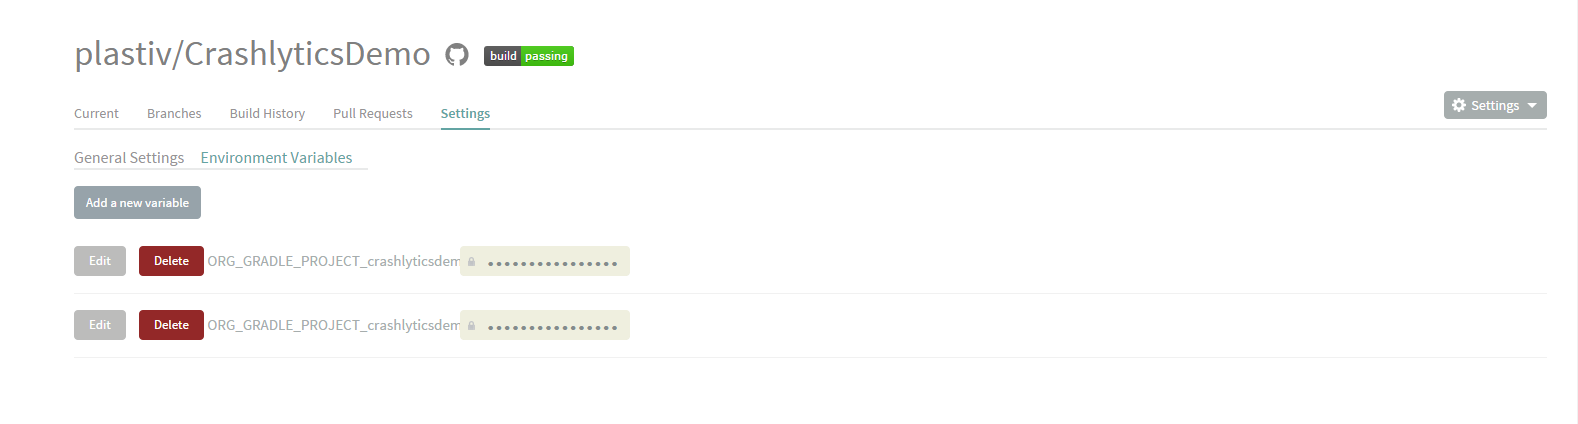 plastiv/CrashlyticsDemo build passing
Current Branches Build History Pull Requests Settings Settings
General Settings Environment Variables
Add a new variable
Edit Delete ORG_GRADLE_PROJECT_crashlyticsdem ••••••••••••••••
Edit Delete ORG_GRADLE_PROJECT_crashlyticsdem ••••••••••••••••